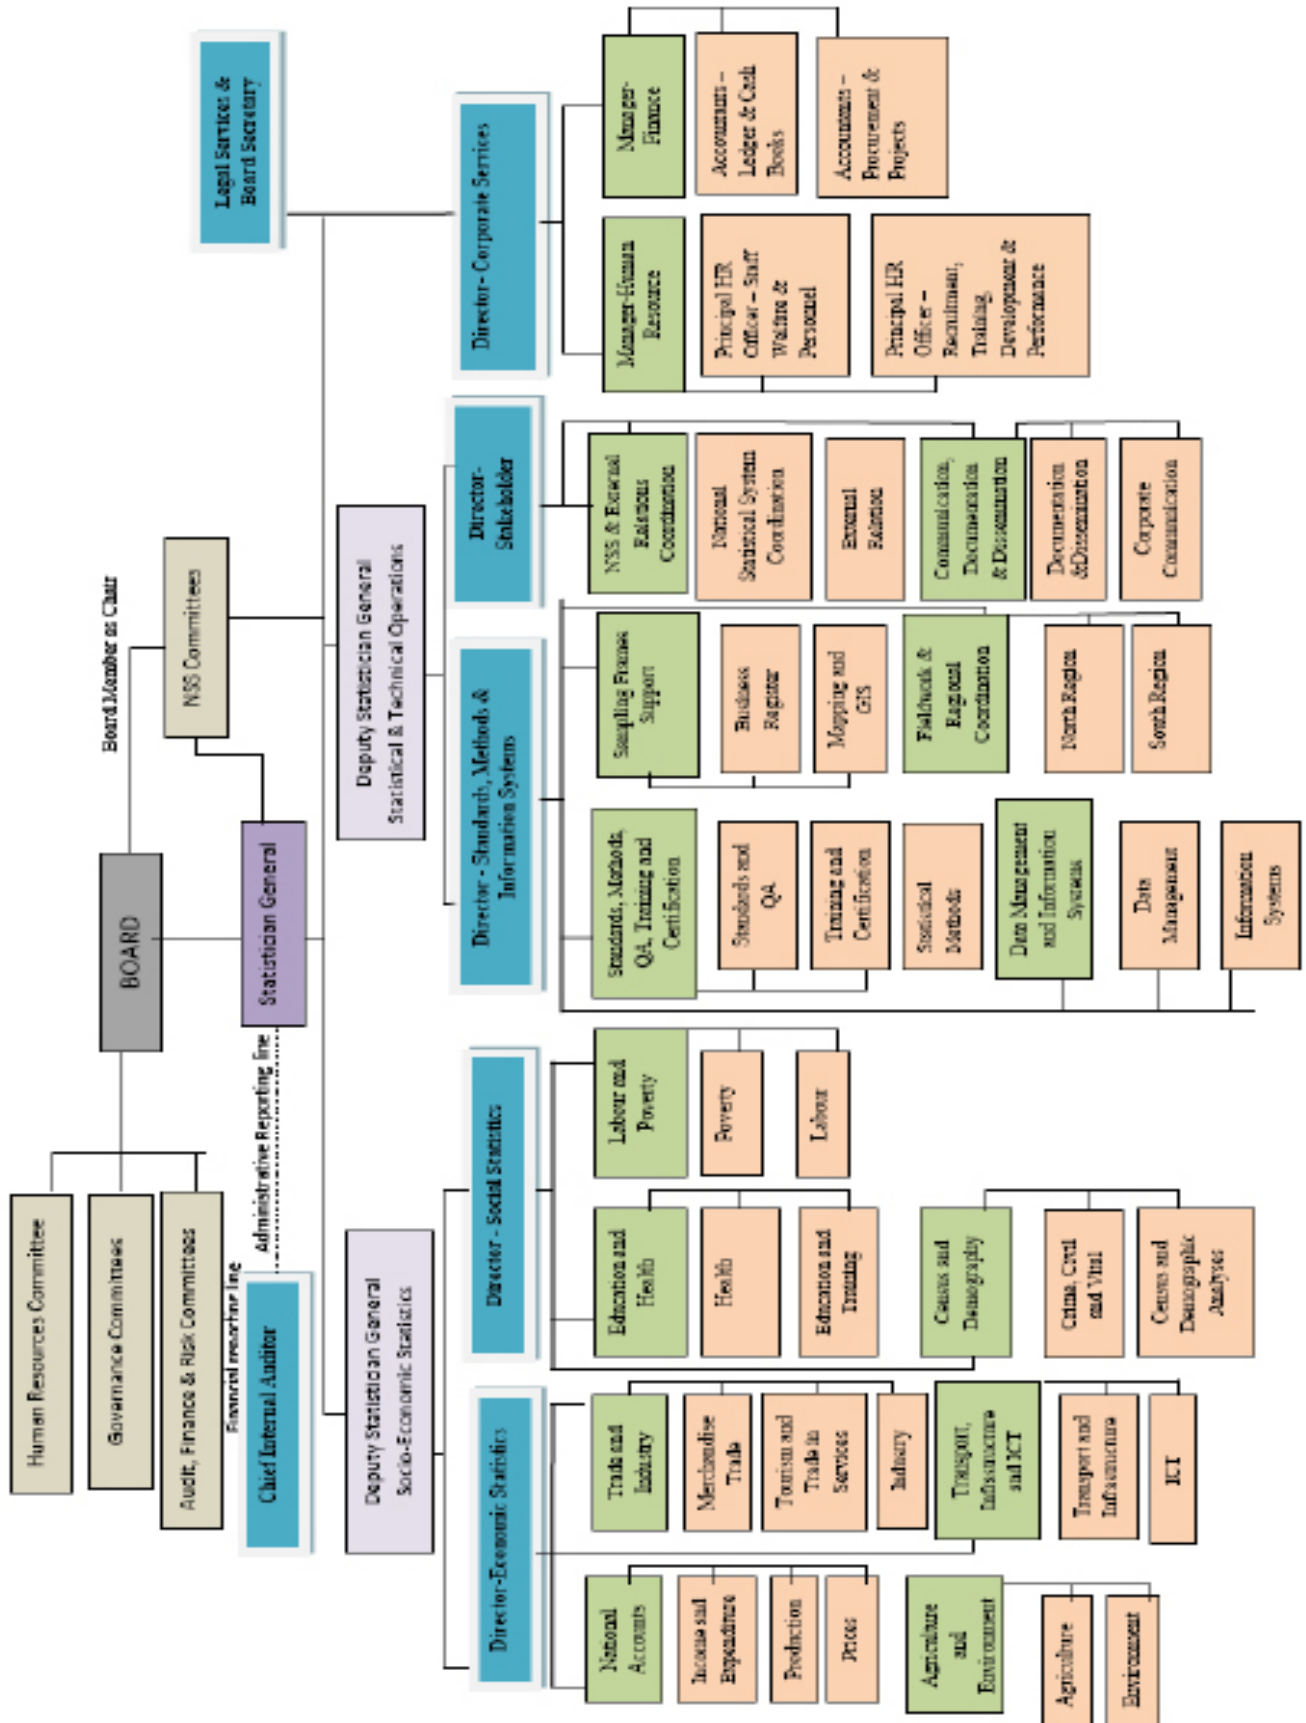 Human Resources Committee
Governance Committees
Audit, Finance & Risk Committees
Financial reporting line
Chief Internal Auditor
Administrative Reporting line
BOARD
Statistician General
Board Member as Chair
NSS Committees
Legal Services &
Board Secretary
Deputy Statistician General
Socio-Economic Statistics
Deputy Statistician General
Statistical & Technical Operations
Director-Economic Statistics
Director - Social Statistics
Director - Standards, Methods &
Information Systems
Director-
Stakeholder
Director- Corporate Services
National
Accounts
Income and
Expenditure
Production
Prices
Agriculture
and
Environment
Agriculture
Environment
Trade and
Industry
Merchandise
Trade
Tourism and
Trade in
Services
Industry
Transport,
Infrastructure
and ICT
Transport and
Infrastructure
ICT
Education and
Health
Health
Education and
Training
Census and
Demography
Crime, Civil
and Vital
Census and
Demographic
Analyses
Labour and
Poverty
Poverty
Labour
Standards, Methods,
QA, Training and
Certification
Standards and
QA
Training and
Certification
Statistical
Methods
Data Management
and Information
Systems
Data
Management
Information
Systems
Sampling Frames
Support
Business
Register
Mapping and
GIS
Fieldwork &
Regional
Coordination
North Region
South Region
NSS & External
Relations
Coordination
National
Statistical System
Coordination
External
Relation
Communication,
Documentation
& Dissemination
Documentation
&Dissemination
Corporate
Communication
Manager-Human
Resource
Principal HR
Officer – Staff
Welfare &
Personnel
Principal HR
Officer –
Recruitment,
Training,
Development &
Performance
Manager-
Finance
Accountants –
Ledger & Cash
Books
Accountants –
Procurement &
Projects